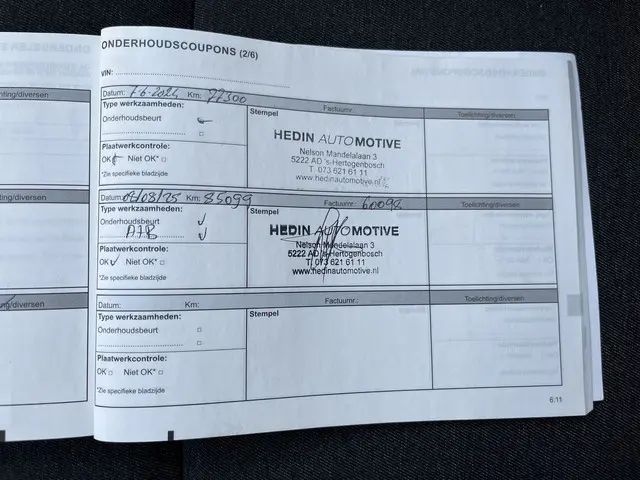 ONDERHOUDSCOUPONS (2/6)
VIN:
Datum: 7-6-2024 Km: 77300 Factuurnr. Toelichting/diversen
Type werkzaamheden:
Onderhoudsbeurt
Stempel
HEDIN AUTOMOTIVE
Nelson Mandelalaan 3
5222 AD 's-Hertogenbosch
T. 073 621 61 11
www.hedinautomotive.nl
Plaatwerkcontrole:
OK Niet OK*
*Zie specifieke bladzijde
Datum: 04/08/25 Km: 85099 Factuurnr.: 60092 Toelichting/diversen
Type werkzaamheden:
Onderhoudsbeurt
A.P.B
Stempel
HEDIN AUTOMOTIVE
Nelson Mandelalaan 3
5222 AD 's-Hertogenbosch
T. 073 621 61 11
www.hedinautomotive.nl
Plaatwerkcontrole:
OK Niet OK*
*Zie specifieke bladzijde
Datum: Km: Factuurnr.: Toelichting/diversen
Type werkzaamheden:
Onderhoudsbeurt
Stempel
Plaatwerkcontrole:
OK Niet OK*
*Zie specifieke bladzijde
6.11